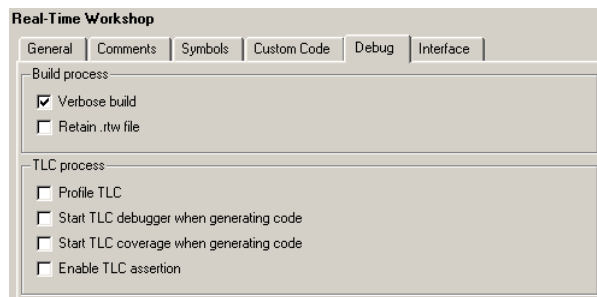 Real-Time Workshop
General Comments Symbols Custom Code Debug Interface
Build process
Verbose build
Retain .rtw file
TLC process
Profile TLC
Start TLC debugger when generating code
Start TLC coverage when generating code
Enable TLC assertion